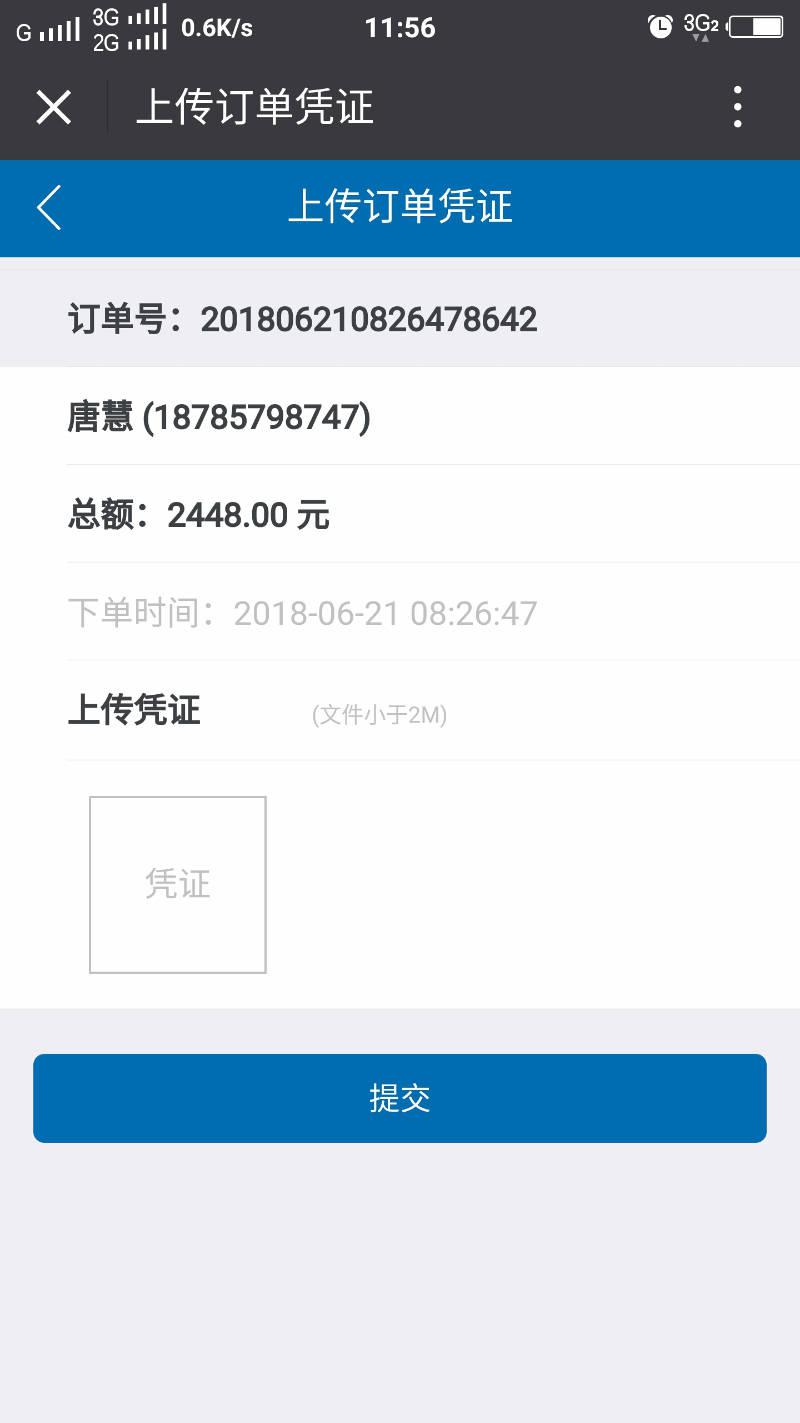 G 3G 2G 0.6K/s 11:56 3G2
上传订单凭证
上传订单凭证
订单号：201806210826478642
唐慧 (18785798747)
总额：2448.00 元
下单时间：2018-06-21 08:26:47
上传凭证 (文件小于2M)
凭证
提交